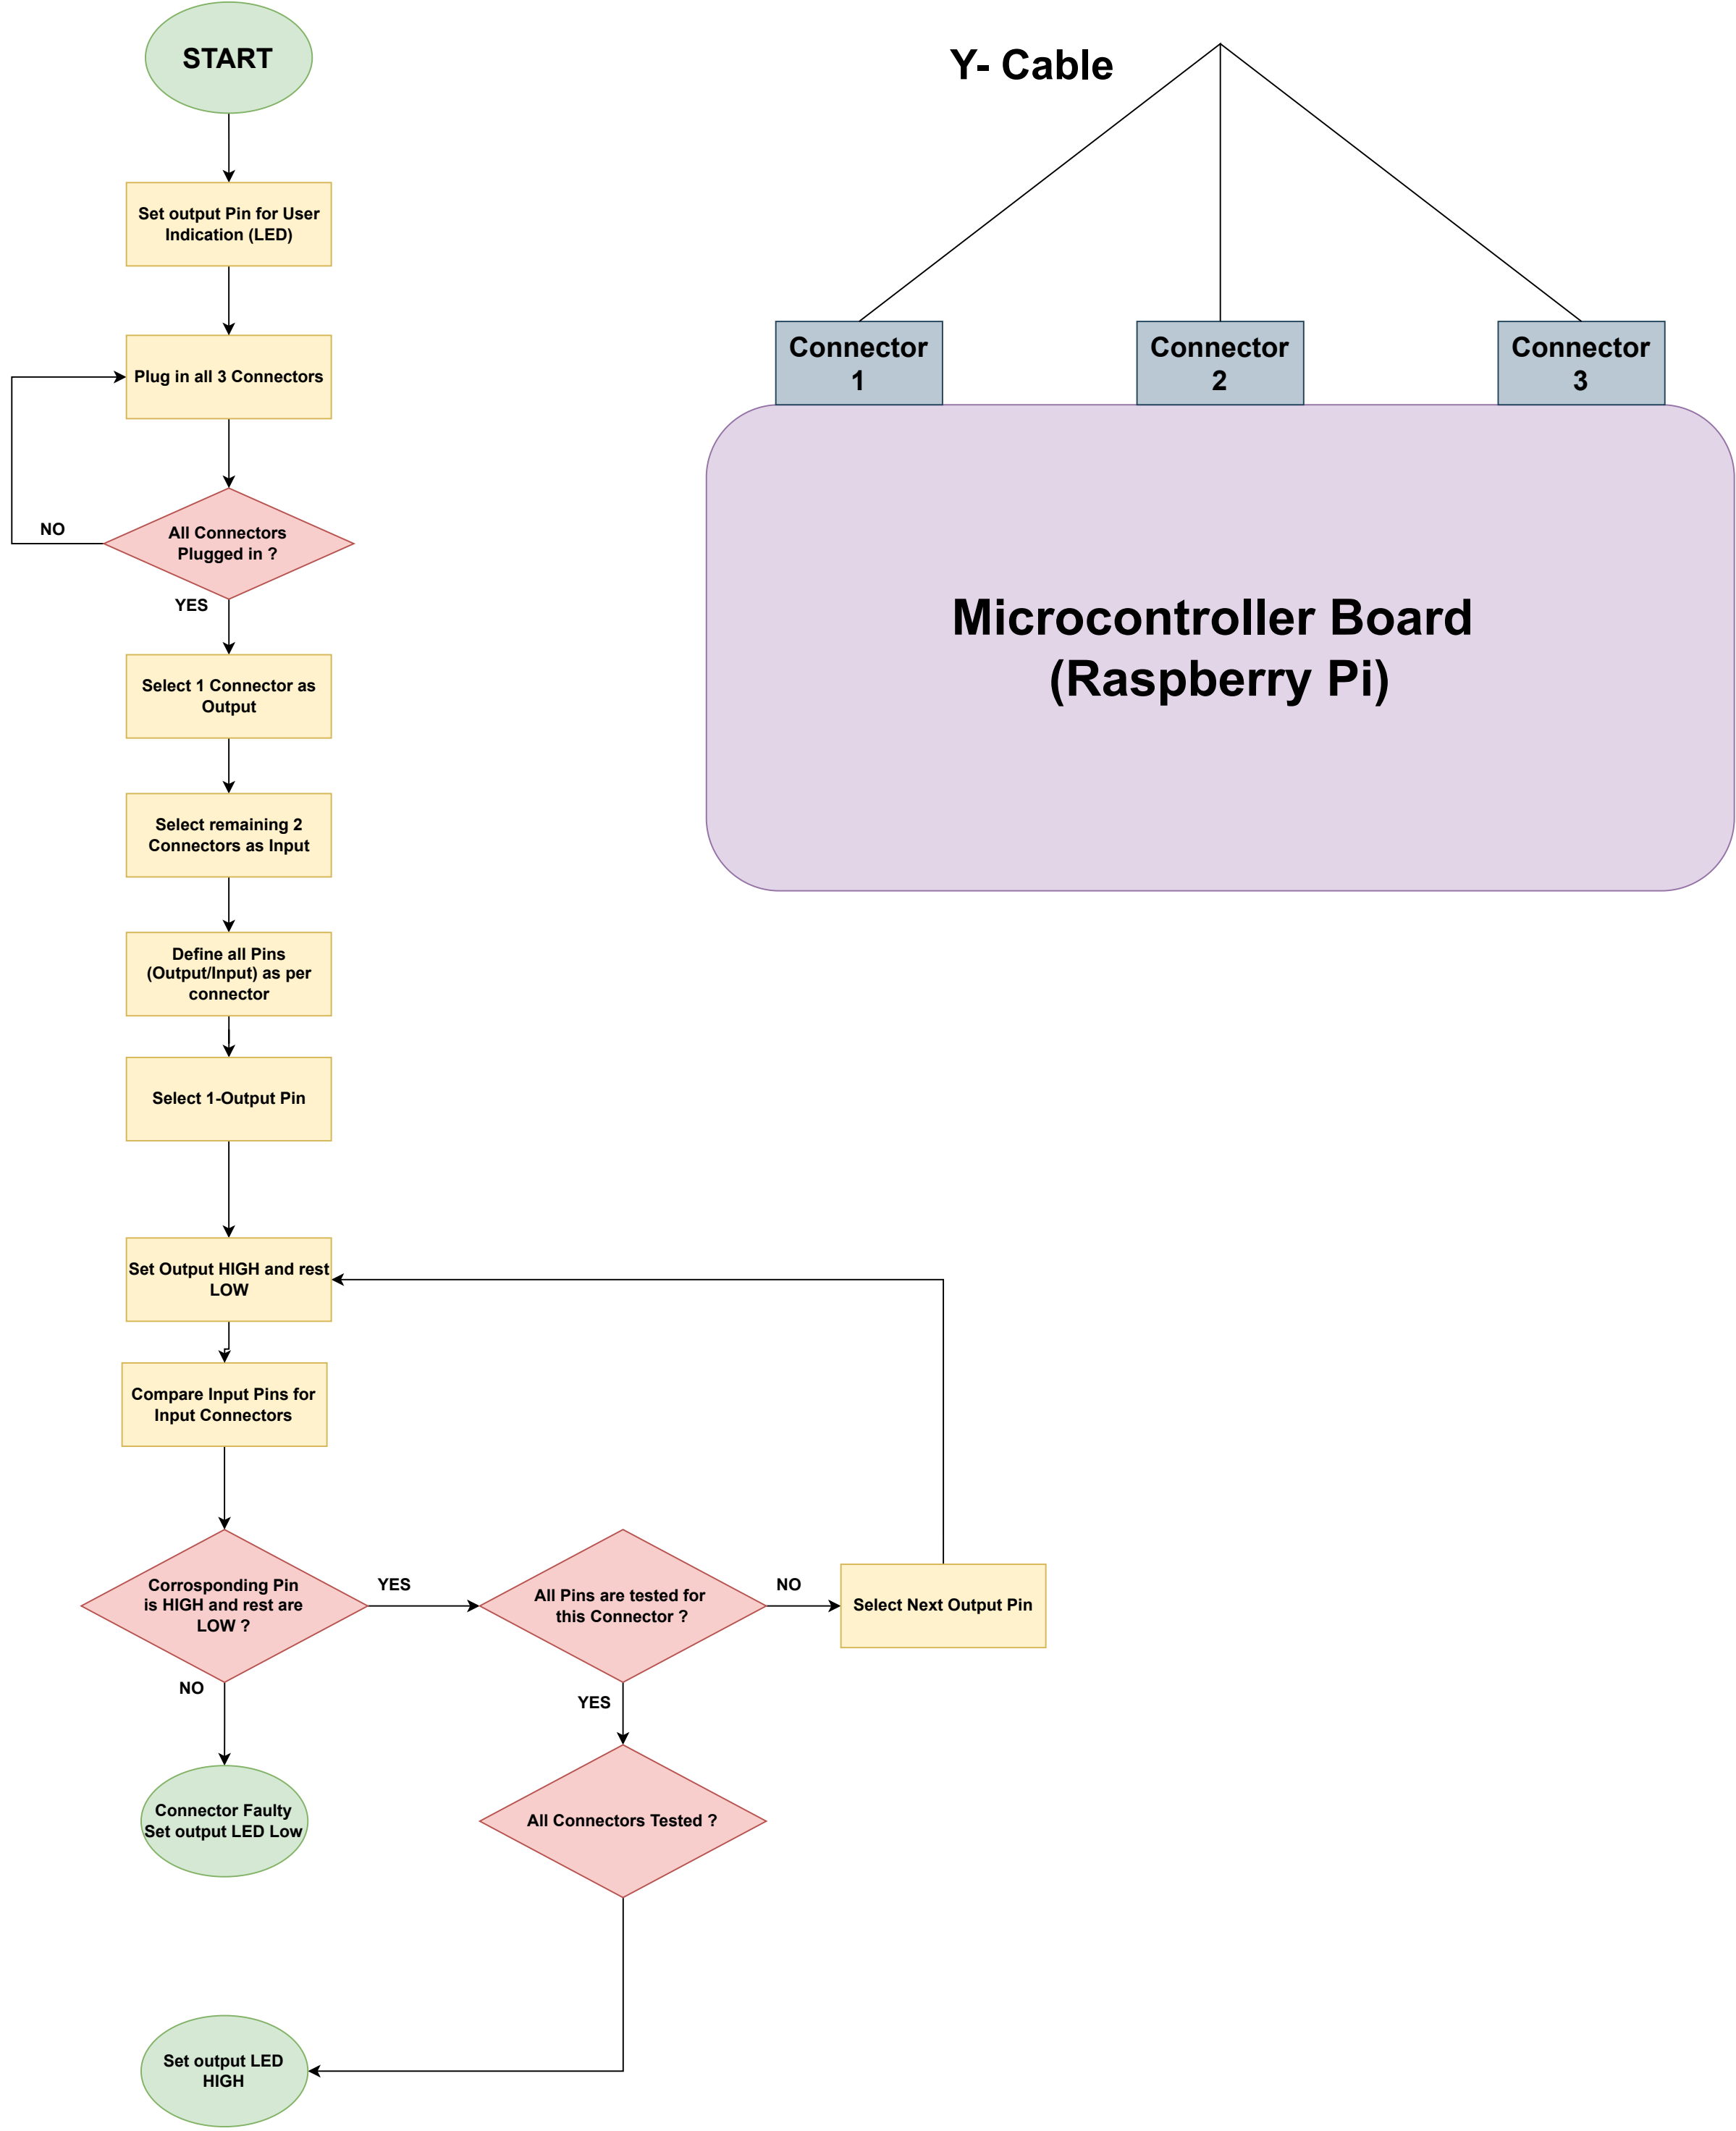 START
Set output Pin for User
Indication (LED)
Plug in all 3 Connectors
NO
All Connectors
Plugged in ?
YES
Select 1 Connector as
Output
Select remaining 2
Connectors as Input
Define all Pins
(Output/Input) as per
connector
Select 1-Output Pin
Set Output HIGH and rest
LOW
Compare Input Pins for
Input Connectors
Corrosponding Pin
is HIGH and rest are
LOW ?
YES
NO
All Pins are tested for
this Connector ?
NO
Select Next Output Pin
YES
Connector Faulty
Set output LED Low
All Connectors Tested ?
Set output LED
HIGH
Y- Cable
Connector
1
Connector
2
Connector
3
Microcontroller Board
(Raspberry Pi)